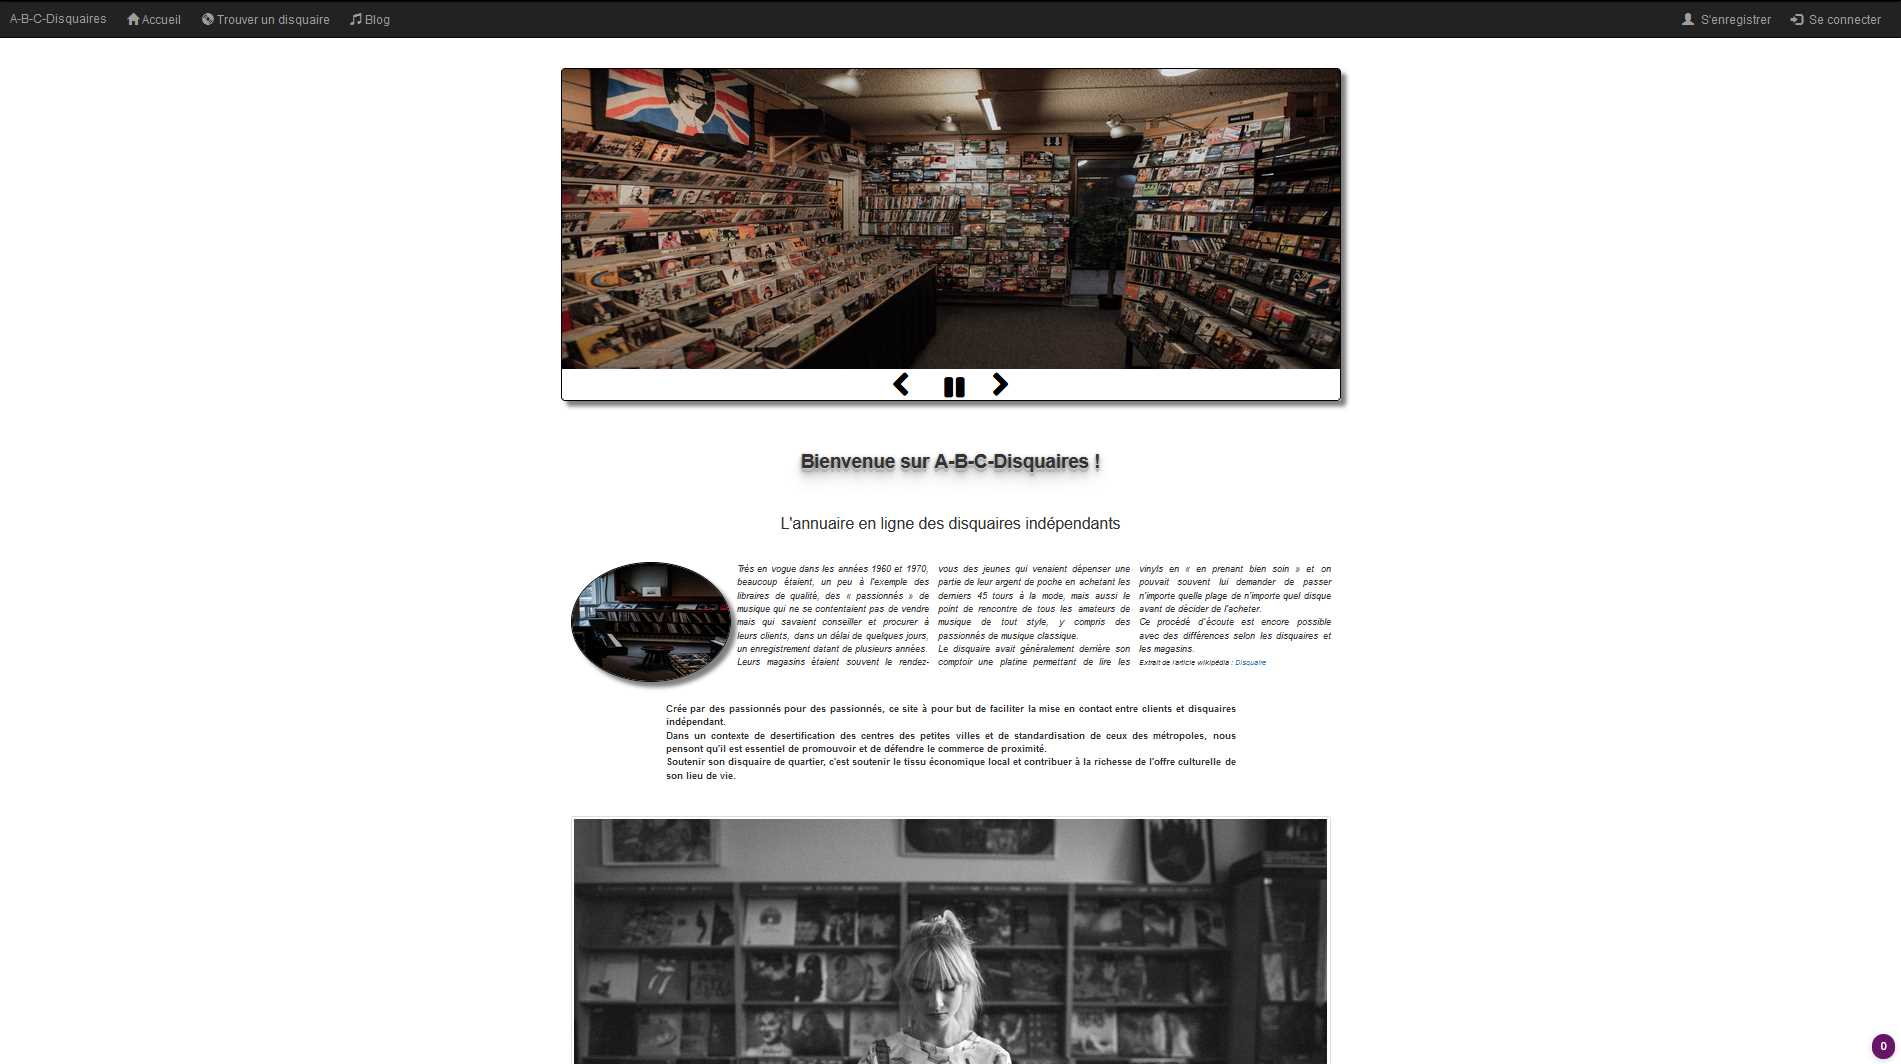 A-B-C-Disquaires Accueil Trouver un disquaire Blog S'enregistrer Se connecter
Bienvenue sur A-B-C-Disquaires !
L'annuaire en ligne des disquaires indépendants
Trés en vogue dans les années 1960 et 1970,
beaucoup étaient, un peu à l'exemple des
libraires de qualité, des « passionnés » de
musique qui ne se contentaient pas de vendre
mais qui savaient conseiller et procurer à
leurs clients, dans un délai de quelques jours,
un enregistrement datant de plusieurs années.
Leurs magasins étaient souvent le rendez-
vous des jeunes qui venaient dépenser une
partie de leur argent de poche en achetant les
derniers 45 tours à la mode, mais aussi le
point de rencontre de tous les amateurs de
musique de tout style, y compris des
passionnés de musique classique.
Le disquaire avait généralement derrière son
comptoir une platine permettant de lire les
vinyls en « en prenant bien soin » et on
pouvait souvent lui demander de passer
n'importe quelle plage de n'importe quel disque
avant de décider de l'acheter.
Ce procédé d'écoute est encore possible
avec des différences selon les disquaires et
les magasins.
Extrait de l'article wikipédia : Disquaire
Crée par des passionnés pour des passionnés, ce site à pour but de faciliter la mise en contact entre clients et disquaires
indépendant.
Dans un contexte de desertification des centres des petites villes et de standardisation de ceux des métropoles, nous
pensont qu'il est essentiel de promouvoir et de défendre le commerce de proximité.
Soutenir son disquaire de quartier, c'est soutenir le tissu économique local et contribuer à la richesse de l'offre culturelle de
son lieu de vie.
0